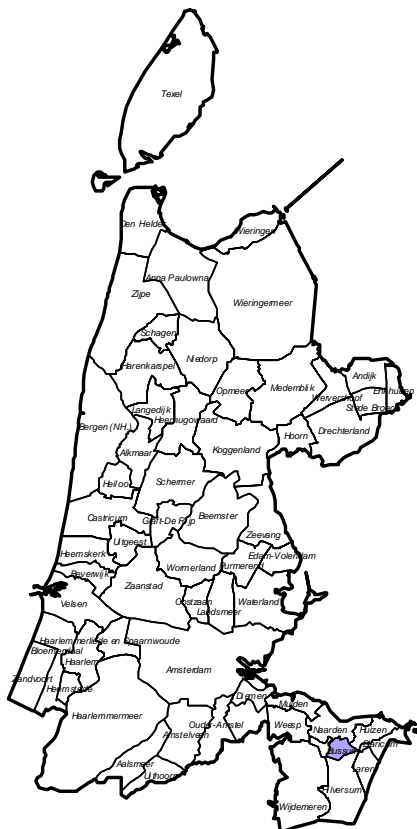 Texel
Den Helder
Wieringen
Anna Paulowna
Zijpe
Wieringermeer
Schagen
Niedorp
Harenkarspel
Andijk
Medemblik
Opmeer
Enkhuizen
Wervershoof
Stede Broec
Langedijk
Heerhugowaard
Bergen (NH.)
Hoorn
Drechterland
Koggenland
Alkmaar
Heiloo
Schermer
Beemster
Castricum
Graft-De Rijp
Zeevang
Uitgeest
Heemskerk
Edam-Volendam
Purmerend
Wormerland
Beverwijk
Zaanstad
Velsen
Oostzaan
Landsmeer
Waterland
Haarlemmerliede en Spaarnwoude
Bloemendaal
Haarlem
Amsterdam
Zandvoort
Heemstede
Diemen
Muiden
Haarlemmermeer
Ouder-Amstel
Weesp
Naarden
Huizen
Amstelveen
Bussum
Blaricum
Aalsmeer
Laren
Uithoorn
Hilversum
Wijdemeren